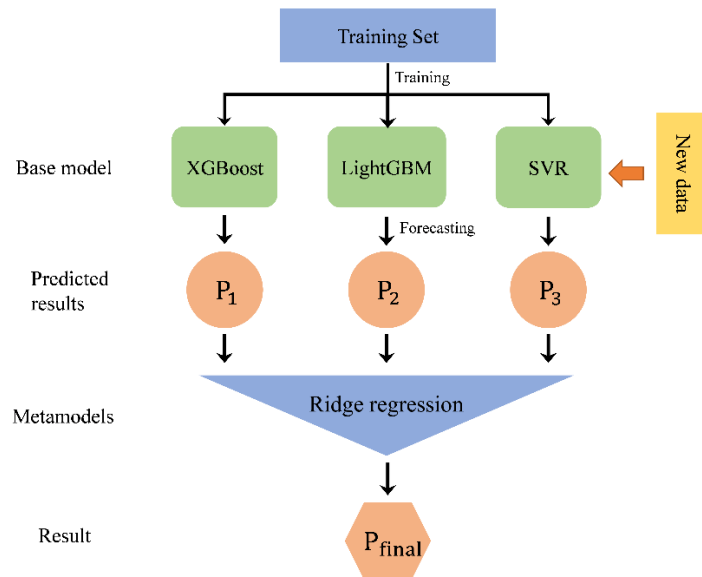 Training Set
Training
Base model
XGBoost
LightGBM
SVR
New data
Forecasting
Predicted
results
P₁
P₂
P₃
Metamodels
Ridge regression
Result
P_final